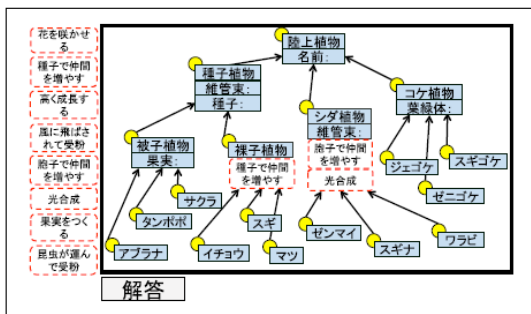 花を咲かせ
る
種子で仲間
を増やす
高く成長す
る
風に飛ばさ
れて受粉
胞子で仲間
を増やす
光合成
果実をつく
る
昆虫が運ん
で受粉
陸上植物
名前:
種子植物
維管束:
種子:
シダ植物
維管束:
胞子で仲間
を増やす
光合成
コケ植物
葉緑体:
被子植物
果実:
裸子植物
種子で仲間
を増やす
ジェゴケ
スギゴケ
ゼニゴケ
サクラ
タンポポ
アブラナ
イチョウ
スギ
マツ
ゼンマイ
スギナ
ワラビ
解答